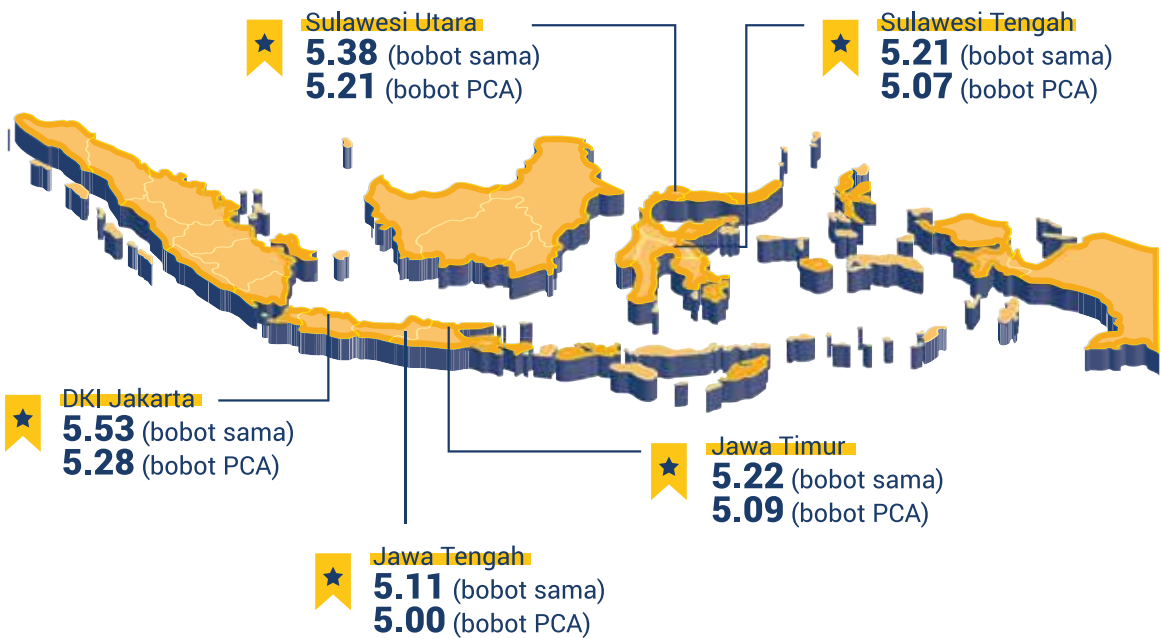 Sulawesi Utara
5.38 (bobot sama)
5.21 (bobot PCA)
Sulawesi Tengah
5.21 (bobot sama)
5.07 (bobot PCA)
DKI Jakarta
5.53 (bobot sama)
5.28 (bobot PCA)
Jawa Timur
5.22 (bobot sama)
5.09 (bobot PCA)
Jawa Tengah
5.11 (bobot sama)
5.00 (bobot PCA)